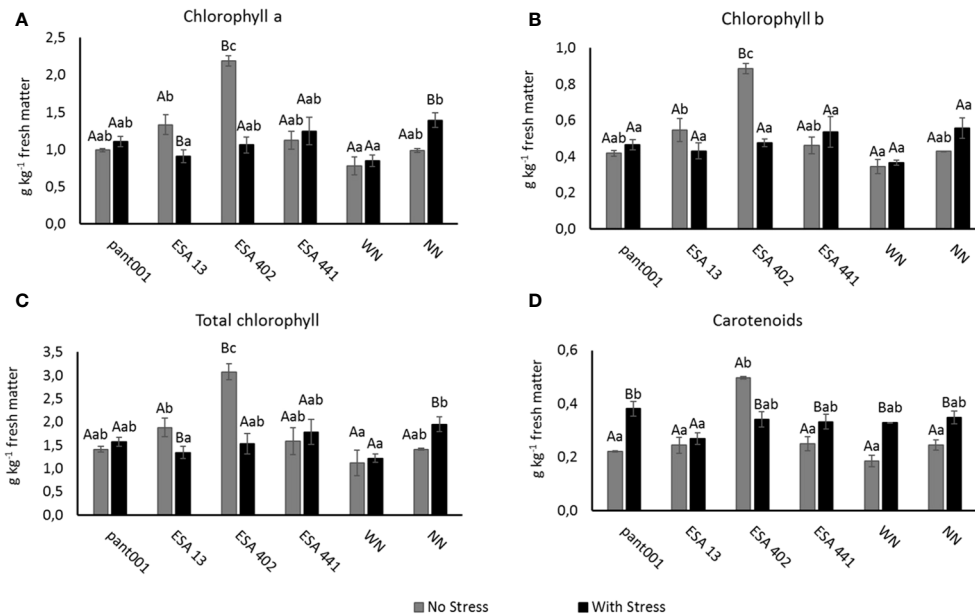 A
Chlorophyll a
g kg⁻¹ fresh matter
2,5
2,0
1,5
1,0
0,5
0,0
Aab Aab Ab Ba Bc Aab Aab Aab Aa Aa Aab Bb
pant001 ESA 13 ESA 402 ESA 441 WN NN
B
Chlorophyll b
g kg⁻¹ fresh matter
1,0
0,8
0,6
0,4
0,2
0,0
Aab Aa Ab Aa Bc Aa Aab Aa Aa Aa Aab Aa
pant001 ESA 13 ESA 402 ESA 441 WN NN
C
Total chlorophyll
g kg⁻¹ fresh matter
3,5
3,0
2,5
2,0
1,5
1,0
0,5
0,0
Aab Aab Ab Ba Bc Aab Aab Aab Aa Aa Aab Bb
pant001 ESA 13 ESA 402 ESA 441 WN NN
D
Carotenoids
g kg⁻¹ fresh matter
0,6
0,4
0,2
0,0
Aa Bb Aa Aa Ab Bab Aa Bab Aa Bab Aa Bab
pant001 ESA 13 ESA 402 ESA 441 WN NN
No Stress With Stress